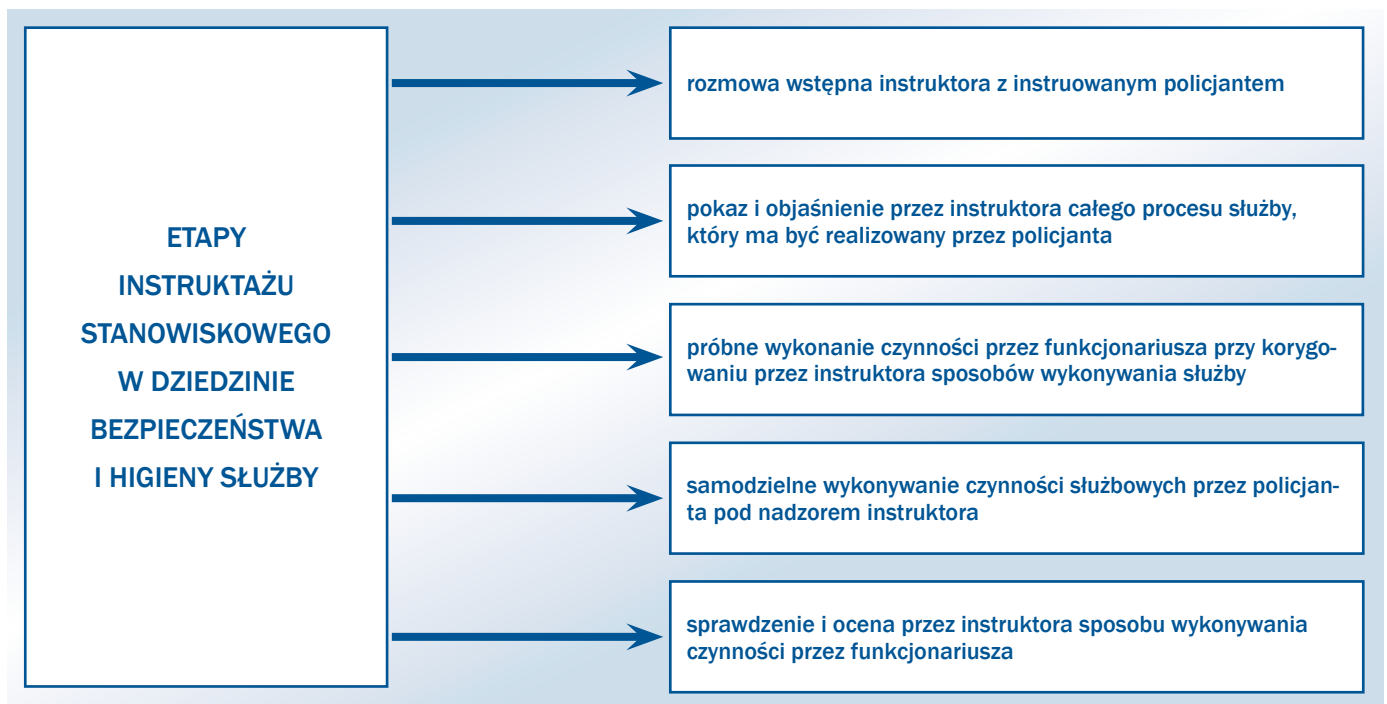 ETAPY
INSTRUKTAŻU
STANOWISKOWEGO
W DZIEDZINIE
BEZPIECZEŃSTWA
I HIGIENY SŁUŻBY
rozmowa wstępna instruktora z instruowanym policjantem
pokaz i objaśnienie przez instruktora całego procesu służby,
który ma być realizowany przez policjanta
próbne wykonanie czynności przez funkcjonariusza przy korygo-
waniu przez instruktora sposobów wykonywania służby
samodzielne wykonywanie czynności służbowych przez policjan-
ta pod nadzorem instruktora
sprawdzenie i ocena przez instruktora sposobu wykonywania
czynności przez funkcjonariusza